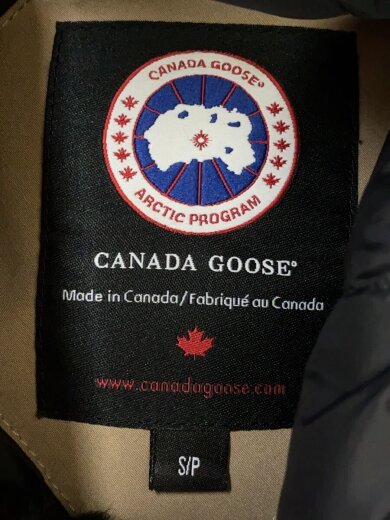 CANADA GOOSE®
ARCTIC PROGRAM
CANADA GOOSE®
Made in Canada/Fabriqué au Canada
www.canadagoose.com
S/P